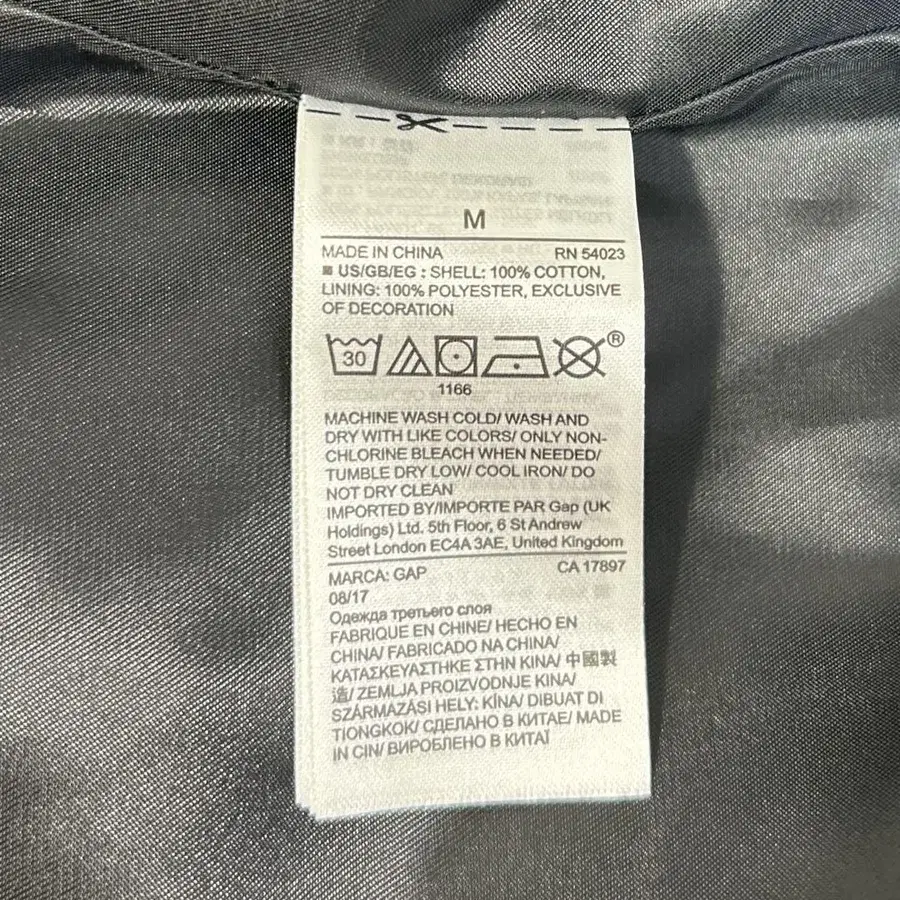 M
MADE IN CHINA RN 54023
■ US/GB/EG : SHELL: 100% COTTON,
LINING: 100% POLYESTER, EXCLUSIVE
OF DECORATION
30 ®
1166
MACHINE WASH COLD/ WASH AND
DRY WITH LIKE COLORS/ ONLY NON-
CHLORINE BLEACH WHEN NEEDED/
TUMBLE DRY LOW/ COOL IRON/ DO
NOT DRY CLEAN
IMPORTED BY/IMPORTE PAR Gap (UK
Holdings) Ltd. 5th Floor, 6 St Andrew
Street London EC4A 3AE, United Kingdom
MARCA: GAP CA 17897
08/17
Одежда третьего слоя
FABRIQUE EN CHINE/ HECHO EN
CHINA/ FABRICADO NA CHINA/
ΚΑΤΑΣΚΕΥΑΣΤΗΚΕ ΣΤΗΝ ΚΙΝΑ/ 中國製
造/ ZEMLJA PROIZVODNJE KINA/
SZÁRMAZÁSI HELY: KÍNA/ DIBUAT DI
TIONGKOK/ СДЕЛАНО В КИТАЕ/ MADE
IN CIN/ ВИРОБЛЕНО В КИТАЇ